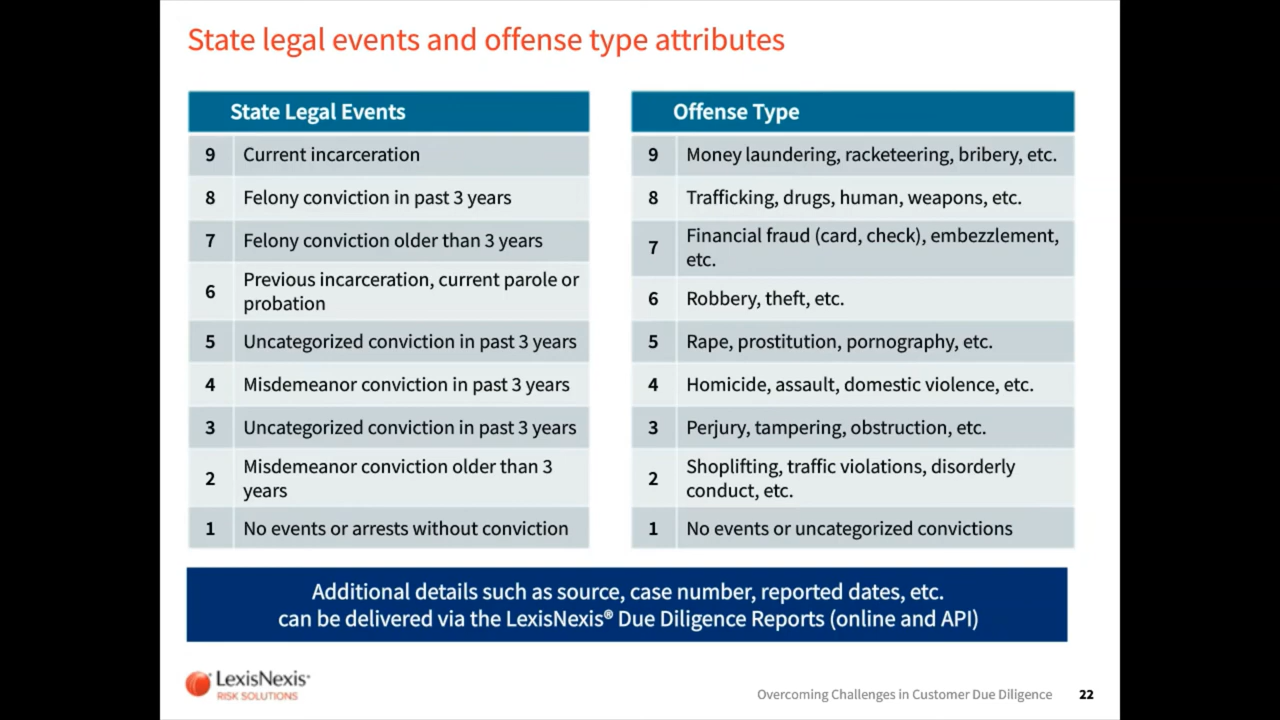 State legal events and offense type attributes
State Legal Events
9 Current incarceration
8 Felony conviction in past 3 years
7 Felony conviction older than 3 years
6 Previous incarceration, current parole or
probation
5 Uncategorized conviction in past 3 years
4 Misdemeanor conviction in past 3 years
3 Uncategorized conviction in past 3 years
2 Misdemeanor conviction older than 3
years
1 No events or arrests without conviction
Offense Type
9 Money laundering, racketeering, bribery, etc.
8 Trafficking, drugs, human, weapons, etc.
7 Financial fraud (card, check), embezzlement,
etc.
6 Robbery, theft, etc.
5 Rape, prostitution, pornography, etc.
4 Homicide, assault, domestic violence, etc.
3 Perjury, tampering, obstruction, etc.
2 Shoplifting, traffic violations, disorderly
conduct, etc.
1 No events or uncategorized convictions
Additional details such as source, case number, reported dates, etc.
can be delivered via the LexisNexis® Due Diligence Reports (online and API)
LexisNexis®
RISK SOLUTIONS
Overcoming Challenges in Customer Due Diligence 22